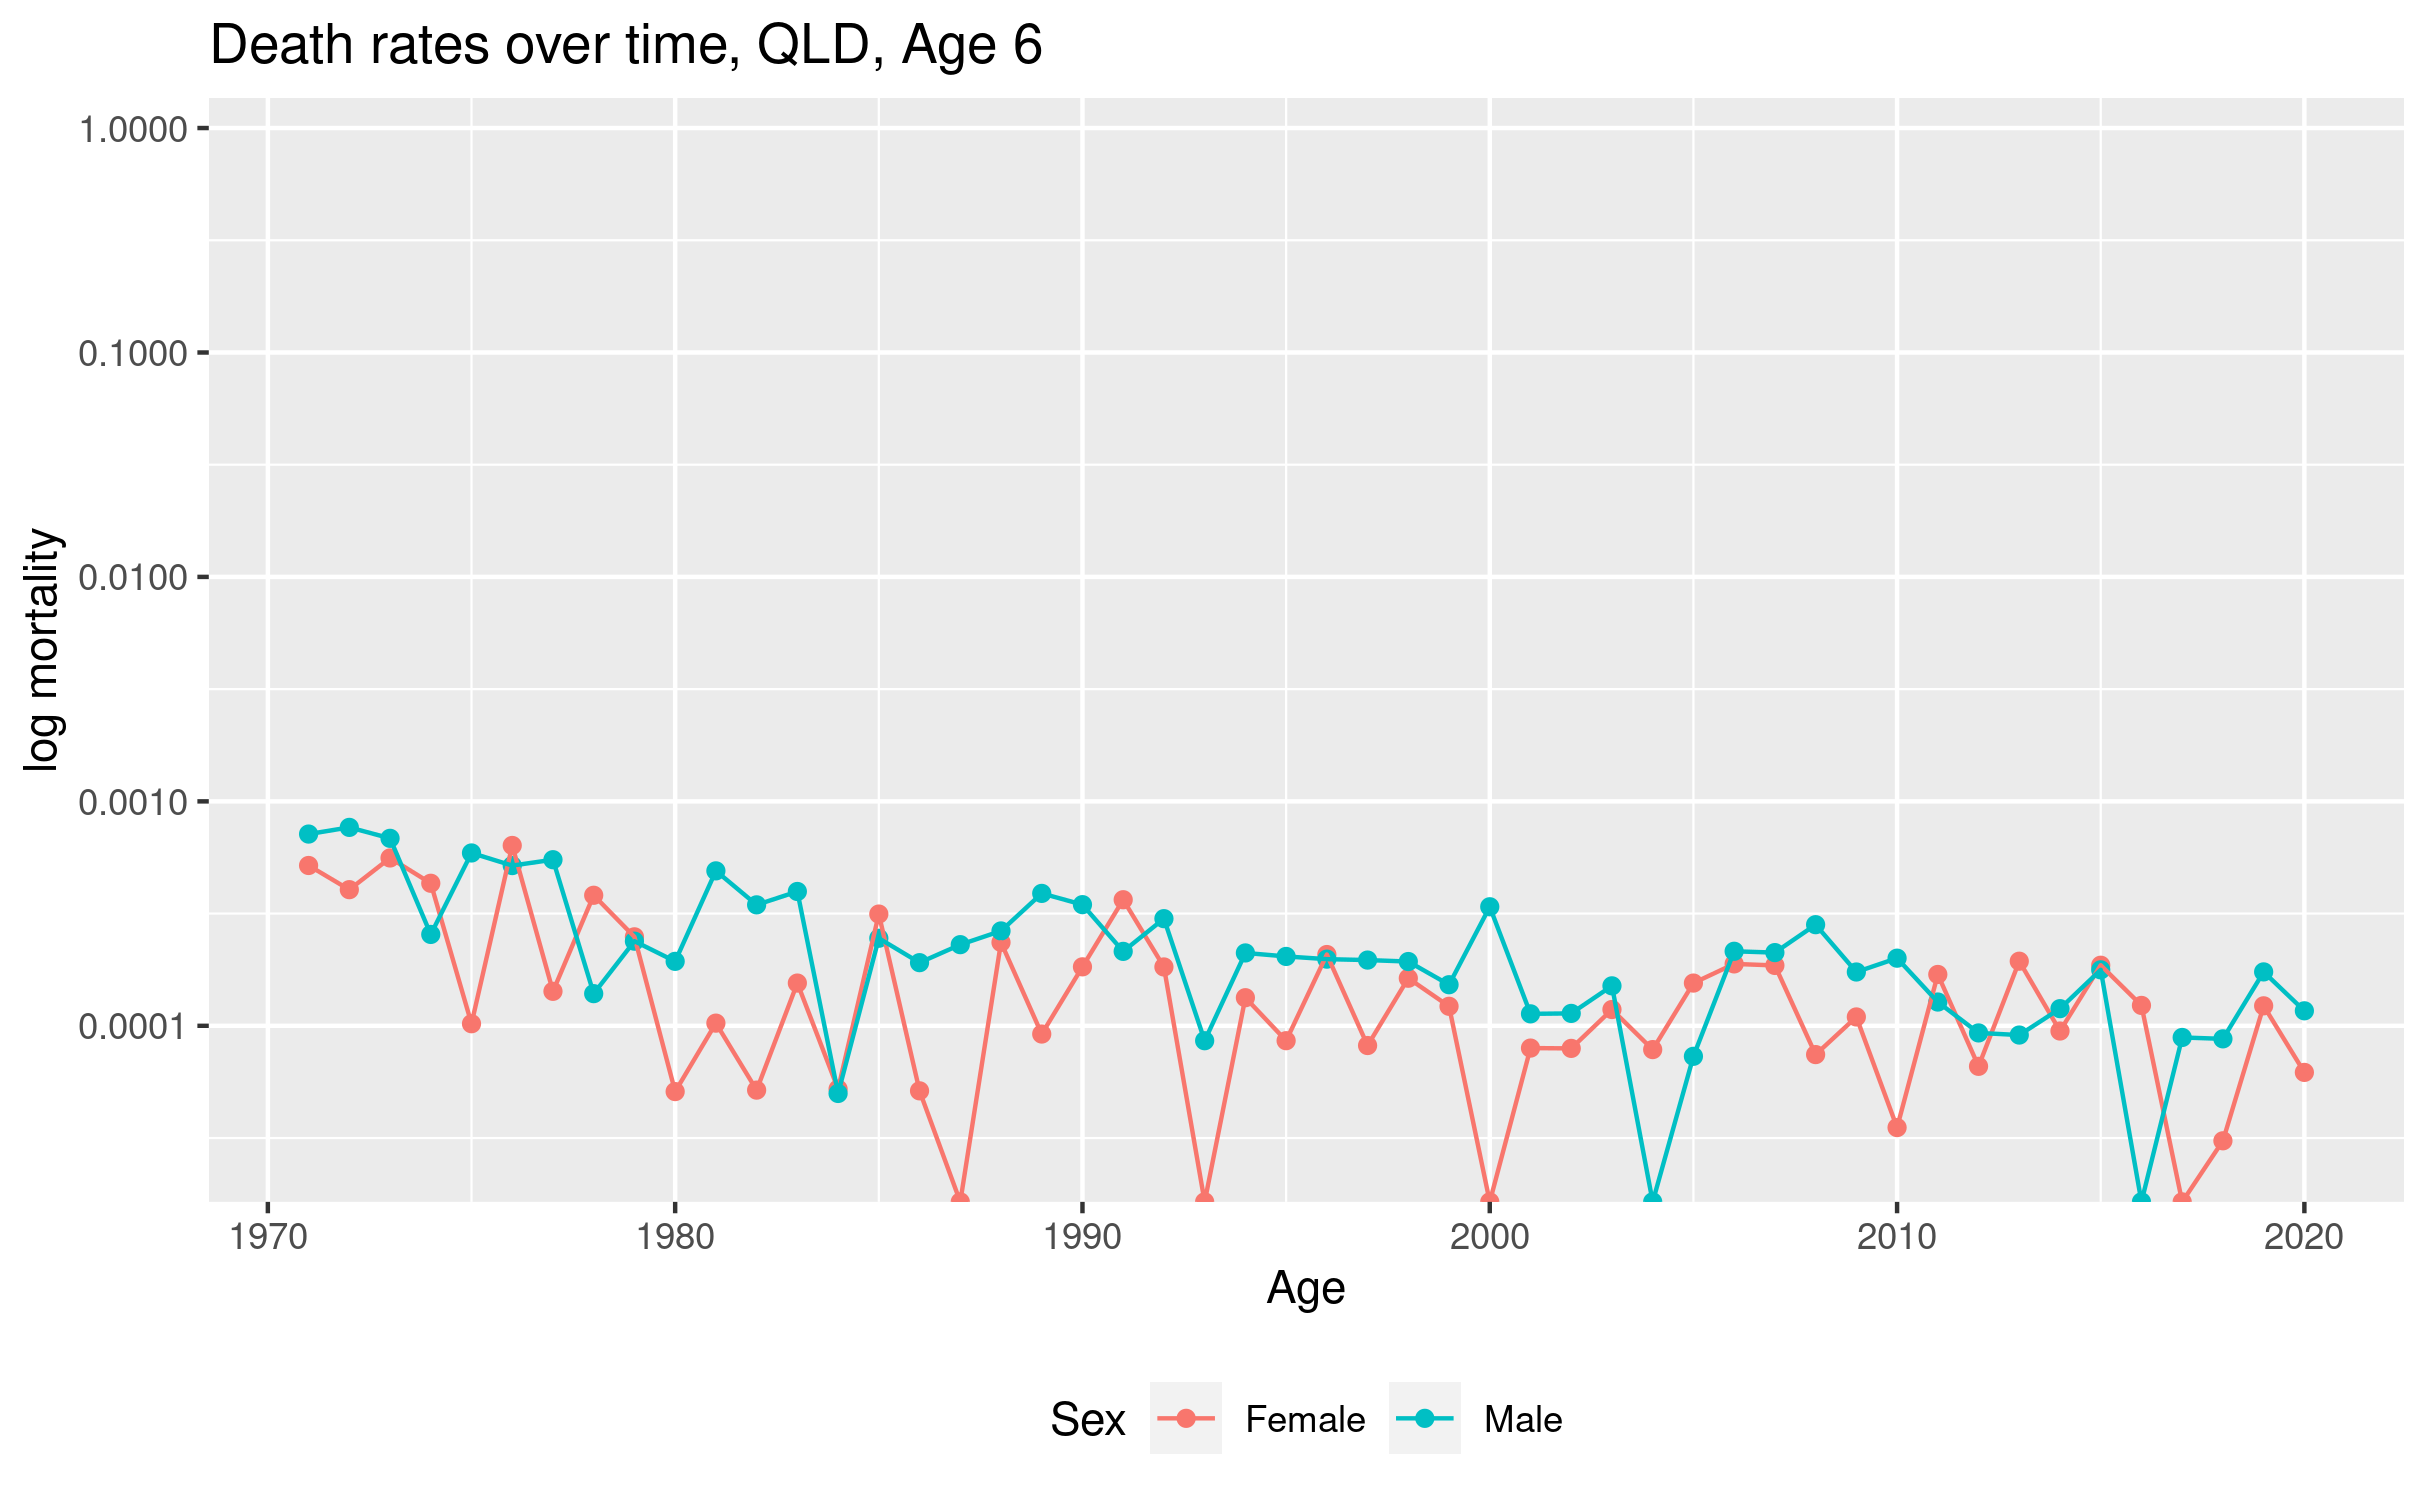 Death rates over time, QLD, Age 6
1.0000
0.1000
0.0100
0.0010
0.0001
log mortality
1970 1980 1990 2000 2010 2020
Age
Sex Female Male